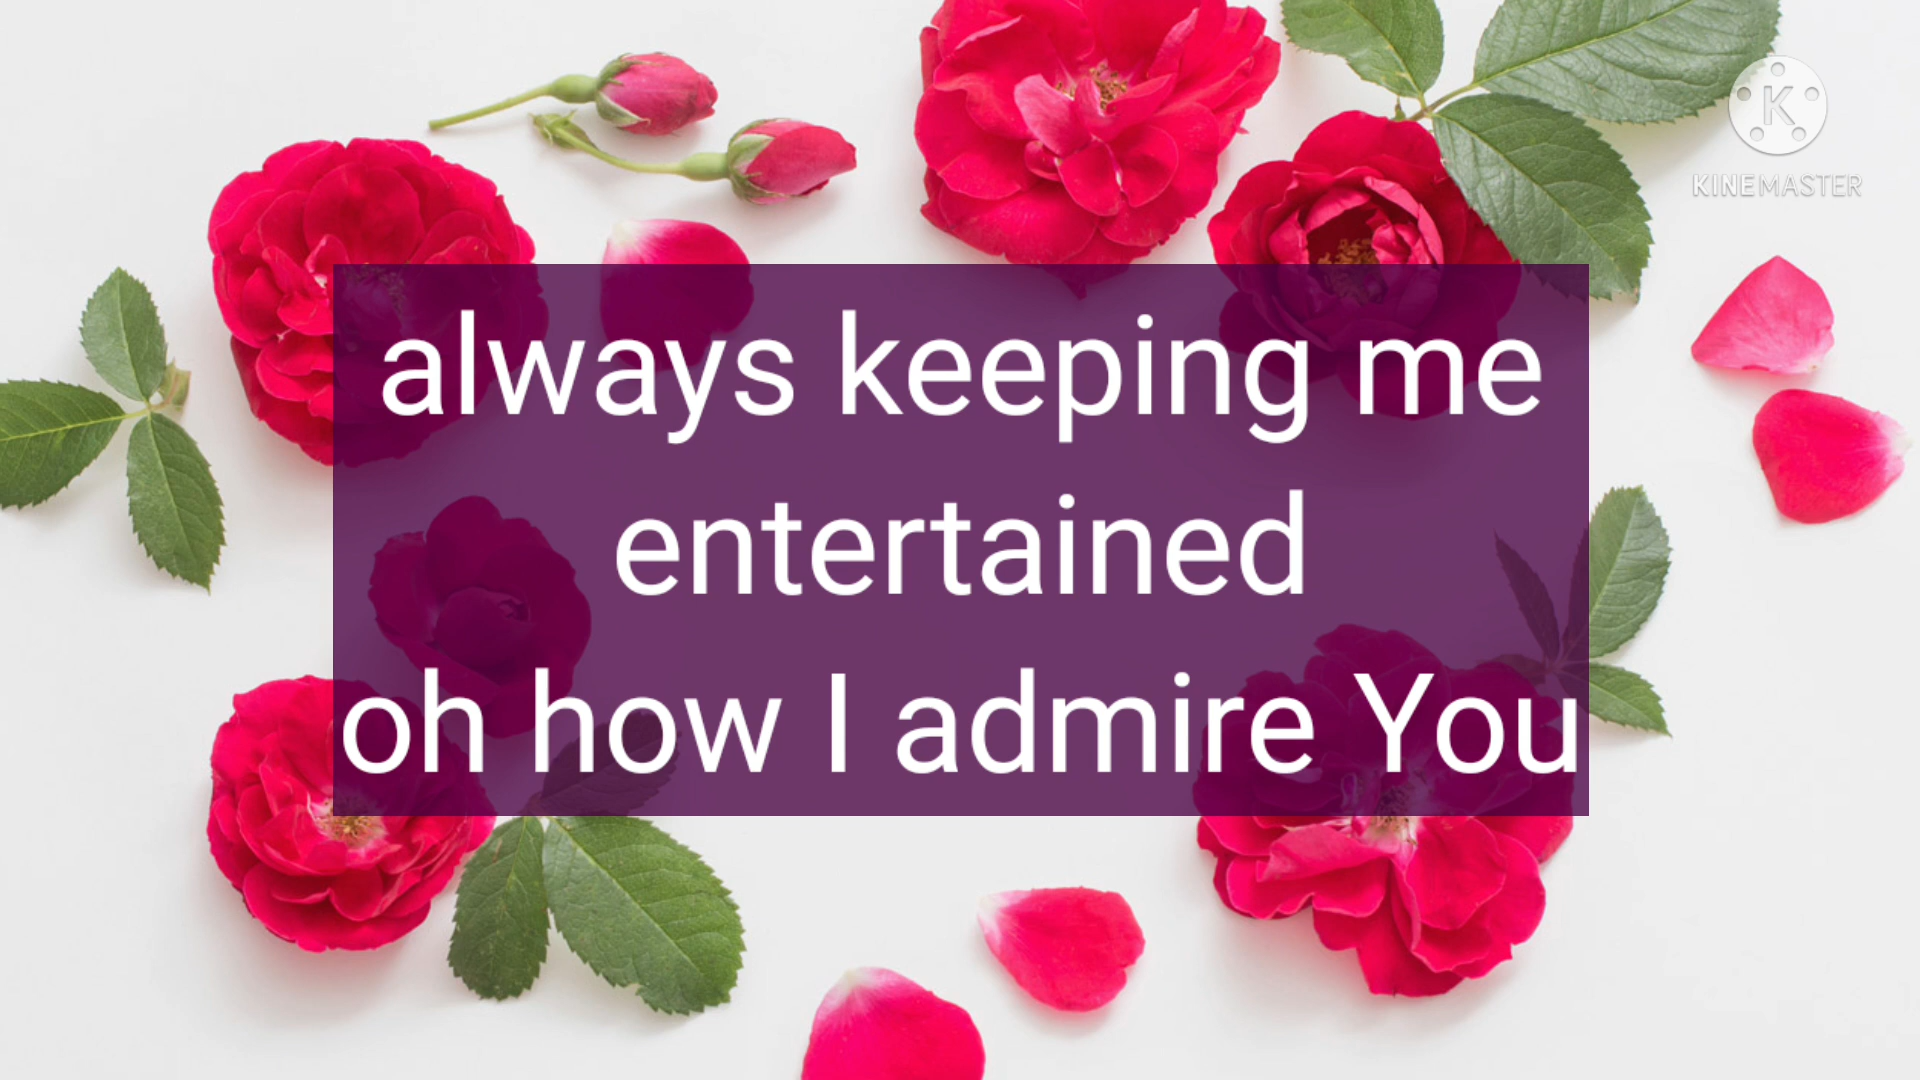 K
KINEMASTER
always keeping me
entertained
oh how I admire You